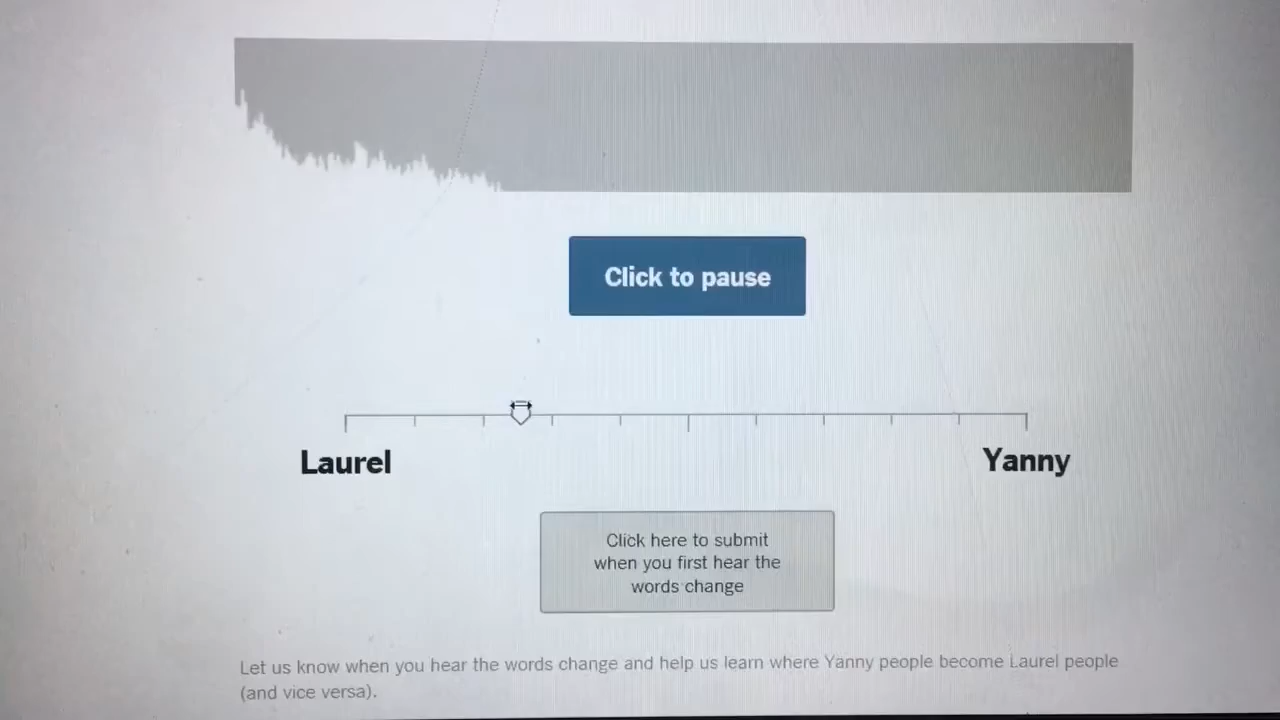 Click to pause
Laurel
Yanny
Click here to submit
when you first hear the
words change
Let us know when you hear the words change and help us learn where Yanny people become Laurel people
(and vice versa).